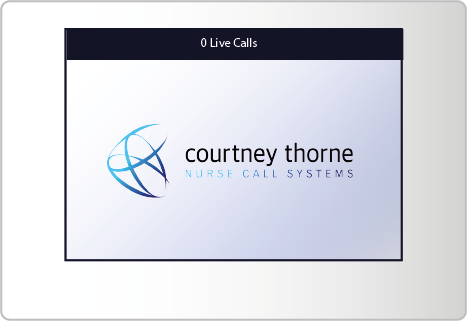 0 Live Calls
courtney thorne
NURSE CALL SYSTEMS